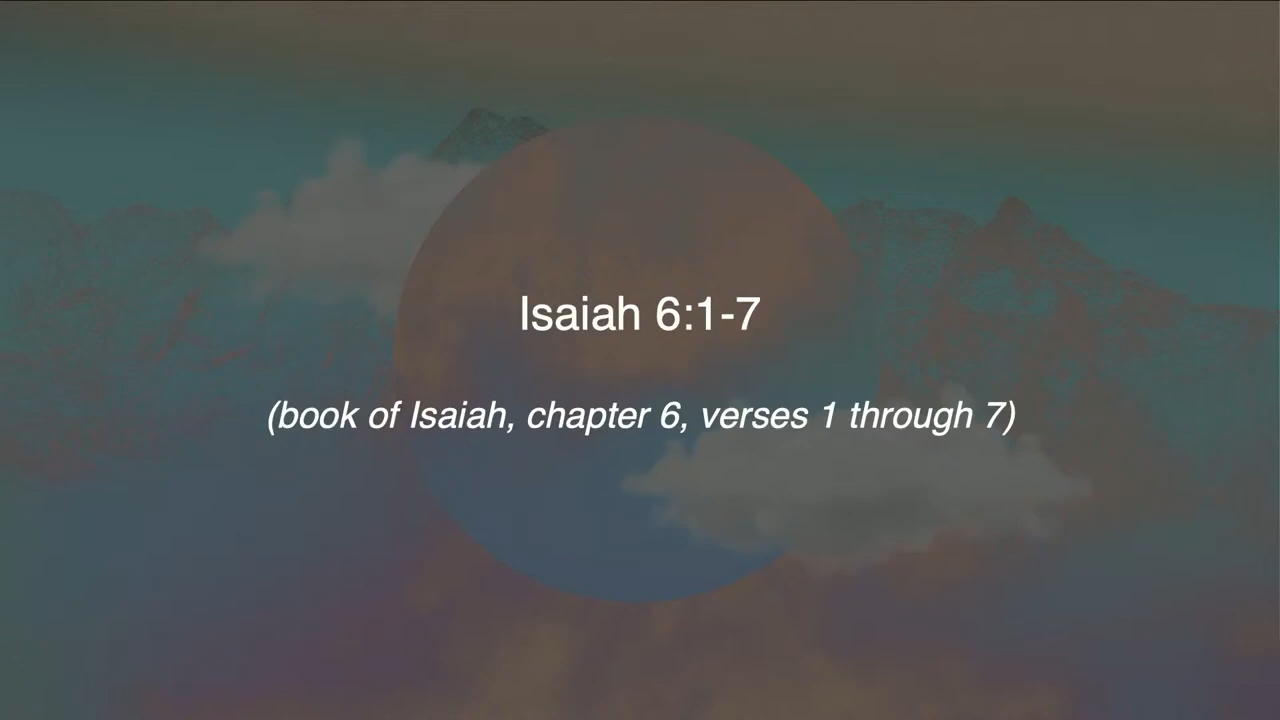 Isaiah 6:1-7
(book of Isaiah, chapter 6, verses 1 through 7)